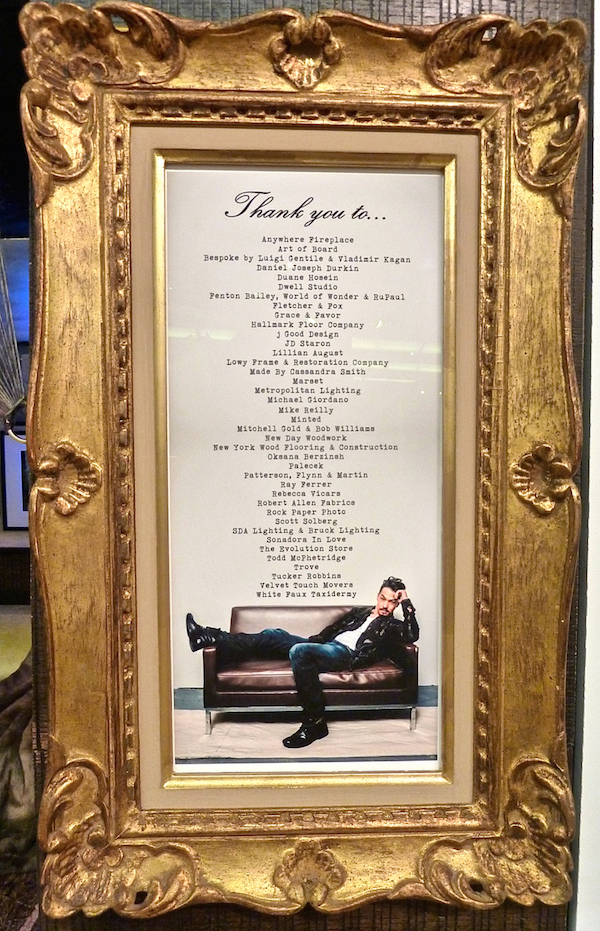 Thank you to...
Anywhere Fireplace
Art of Board
Bespoke by Luigi Gentile & Vladimir Kagan
Daniel Joseph Durkin
Duane Hosein
Dwell Studio
Fenton Bailey, World of Wonder & RuPaul
Fletcher & Fox
Grace & Favor
Hallmark Floor Company
j Good Design
JD Staron
Lillian August
Lowy Frame & Restoration Company
Made By Cassandra Smith
Marset
Metropolitan Lighting
Michael Giordano
Mike Reilly
Minted
Mitchell Gold & Bob Williams
New Day Woodwork
New York Wood Flooring & Construction
Oksana Berzinsh
Palecek
Patterson, Flynn & Martin
Ray Ferrer
Rebecca Vicars
Robert Allen Fabrics
Rock Paper Photo
Scott Solberg
SDA Lighting & Bruck Lighting
Sonadora In Love
The Evolution Store
Todd McPhetridge
Trove
Tucker Robbins
Velvet Touch Movers
White Faux Taxidermy